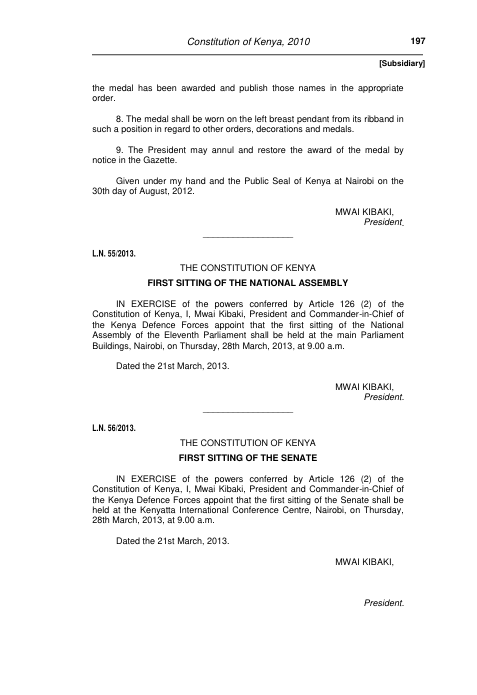 Constitution of Kenya, 2010 197
[Subsidiary]
the medal has been awarded and publish those names in the appropriate
order.
8. The medal shall be worn on the left breast pendant from its ribband in
such a position in regard to other orders, decorations and medals.
9. The President may annul and restore the award of the medal by
notice in the Gazette.
Given under my hand and the Public Seal of Kenya at Nairobi on the
30th day of August, 2012.
MWAI KIBAKI,
President.
L.N. 55/2013.
THE CONSTITUTION OF KENYA
FIRST SITTING OF THE NATIONAL ASSEMBLY
IN EXERCISE of the powers conferred by Article 126 (2) of the
Constitution of Kenya, I, Mwai Kibaki, President and Commander-in-Chief of
the Kenya Defence Forces appoint that the first sitting of the National
Assembly of the Eleventh Parliament shall be held at the main Parliament
Buildings, Nairobi, on Thursday, 28th March, 2013, at 9.00 a.m.
Dated the 21st March, 2013.
MWAI KIBAKI,
President.
L.N. 56/2013.
THE CONSTITUTION OF KENYA
FIRST SITTING OF THE SENATE
IN EXERCISE of the powers conferred by Article 126 (2) of the
Constitution of Kenya, I, Mwai Kibaki, President and Commander-in-Chief of
the Kenya Defence Forces appoint that the first sitting of the Senate shall be
held at the Kenyatta International Conference Centre, Nairobi, on Thursday,
28th March, 2013, at 9.00 a.m.
Dated the 21st March, 2013.
MWAI KIBAKI,
President.